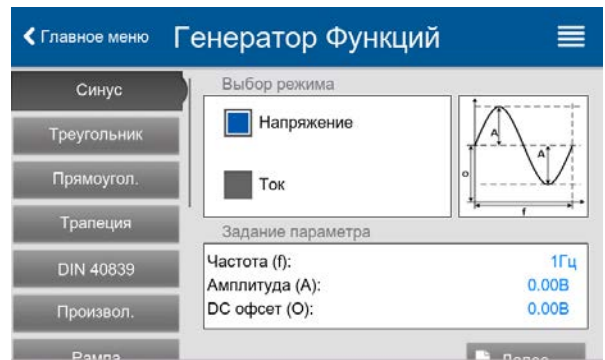 Главное меню
Генератор Функций
Синус
Треугольник
Прямоугол.
Трапеция
DIN 40839
Произвол.
Рампа
Выбор режима
Напряжение
Ток
A
A
o
f
Задание параметра
Частота (f): 1Гц
Амплитуда (A): 0.00В
DC офсет (O): 0.00В